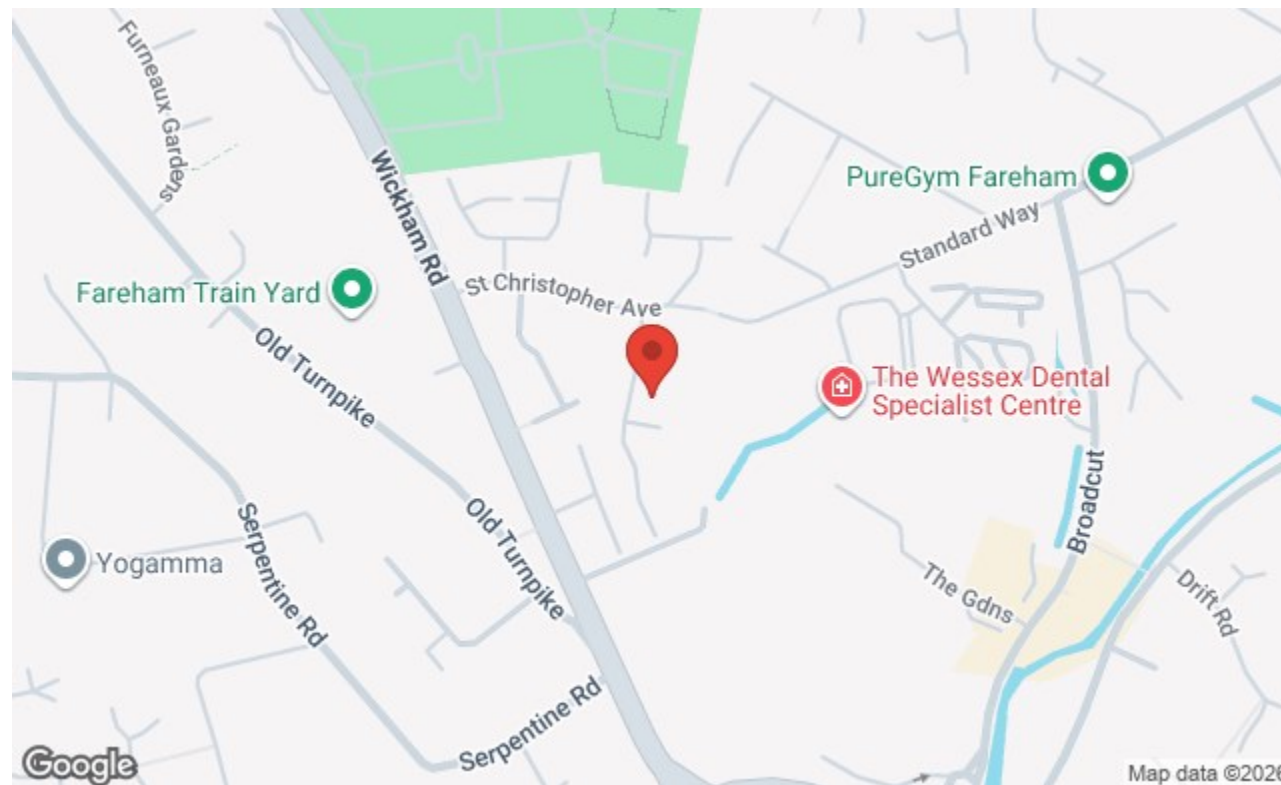 Furneaux Gardens
Wickham Rd
PureGym Fareham
Standard Way
St Christopher Ave
Fareham Train Yard
Old Turnpike
The Wessex Dental
Specialist Centre
Broadcut
Old Turnpike
Serpentine Rd
Yogamma
The Gdns
Drift Rd
Serpentine Rd
Google
Map data ©2026